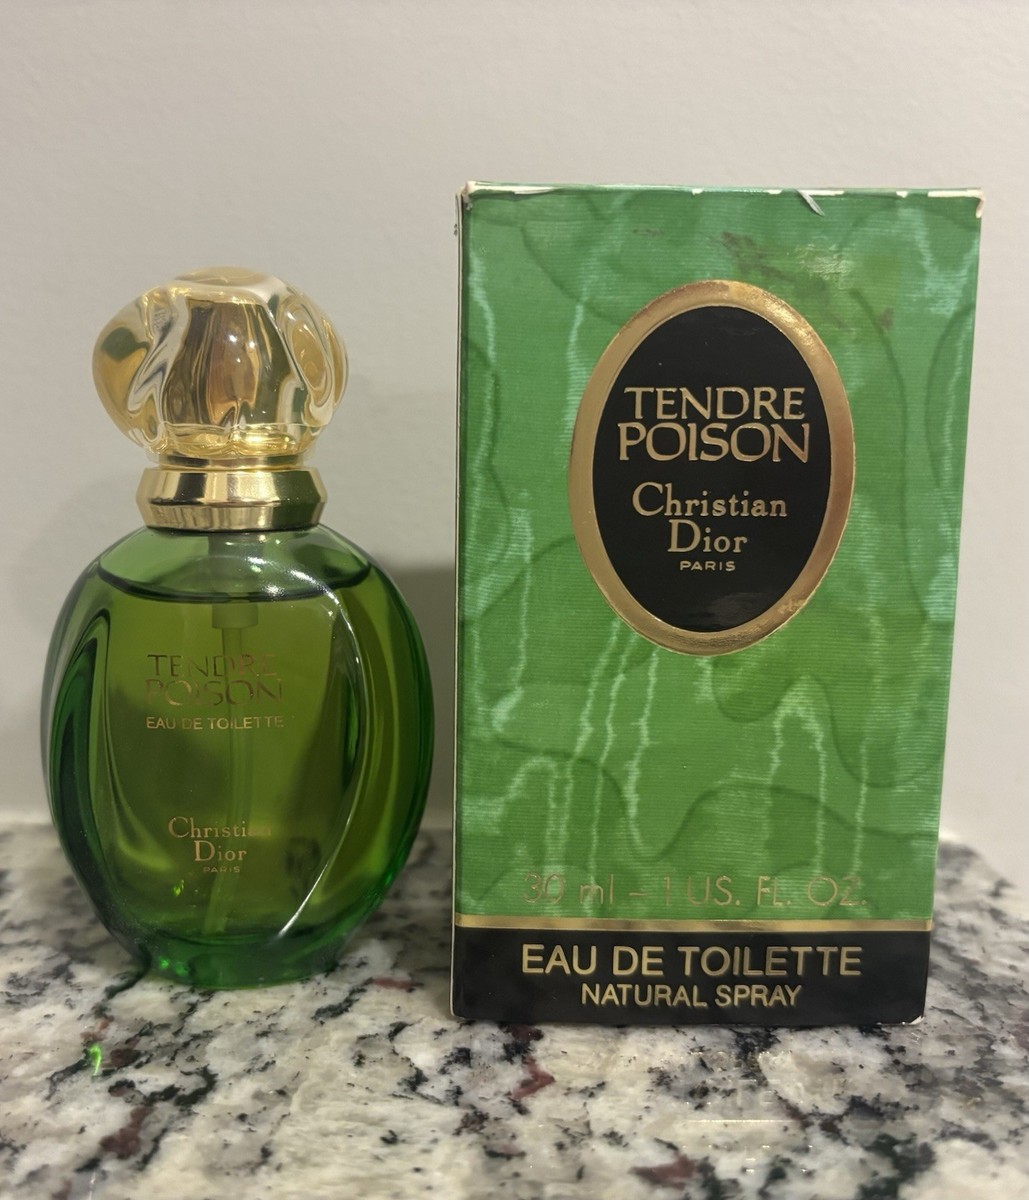 TENDRE
POISON
EAU DE TOILETTE
Christian
Dior
PARIS
TENDRE
POISON
Christian
Dior
PARIS
30 ml – 1 US. FL. OZ.
EAU DE TOILETTE
NATURAL SPRAY